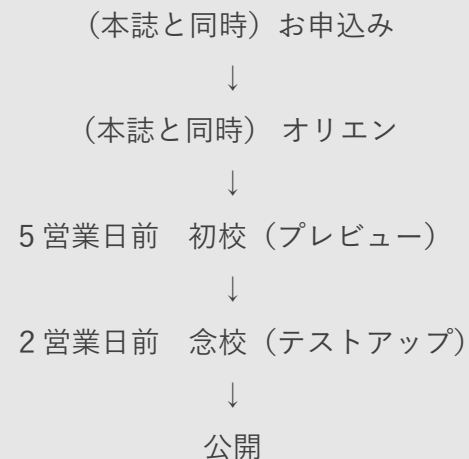 （本誌と同時）お申込み
↓
（本誌と同時） オリエン
↓
5営業日前　初校（プレビュー）
↓
2営業日前　念校（テストアップ）
↓
公開